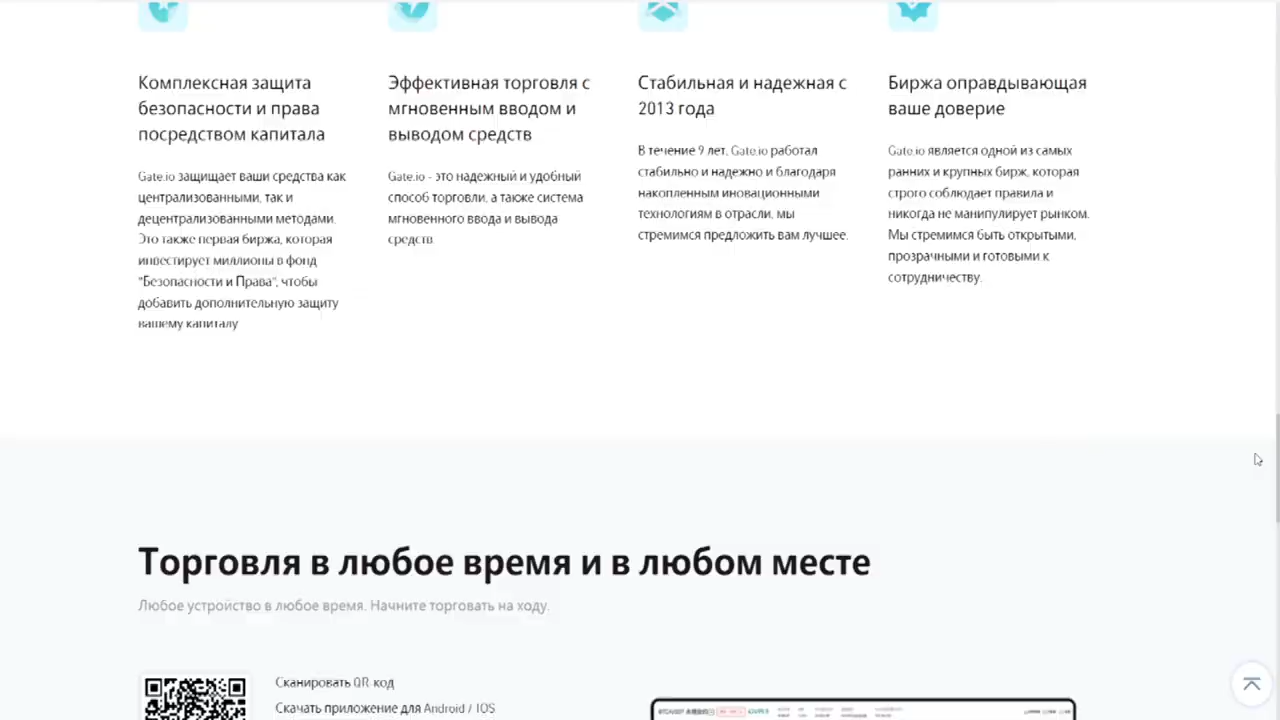 Комплексная защита
безопасности и права
посредством капитала
Gate.io защищает ваши средства как
централизованными, так и
децентрализованными методами.
Это также первая биржа, которая
инвестирует миллионы в фонд
"Безопасности и Права", чтобы
добавить дополнительную защиту
вашему капиталу
Эффективная торговля с
мгновенным вводом и
выводом средств
Gate.io - это надежный и удобный
способ торговли, а также система
мгновенного ввода и вывода
средств
Стабильная и надежная с
2013 года
В течение 9 лет, Gate.io работал
стабильно и надежно и благодаря
накопленным иновационными
технологиям в отрасли, мы
стремимся предложить вам лучшее.
Биржа оправдывающая
ваше доверие
Gate.io является одной из самых
ранних и крупных бирж, которая
строго соблюдает правила и
никогда не манипулирует рынком.
Мы стремимся быть открытыми,
прозрачными и готовыми к
сотрудничеству.
Торговля в любое время и в любом месте
Любое устройство в любое время. Начните торговать на ходу.
Сканировать QR-код
Скачать приложение для Android / IOS